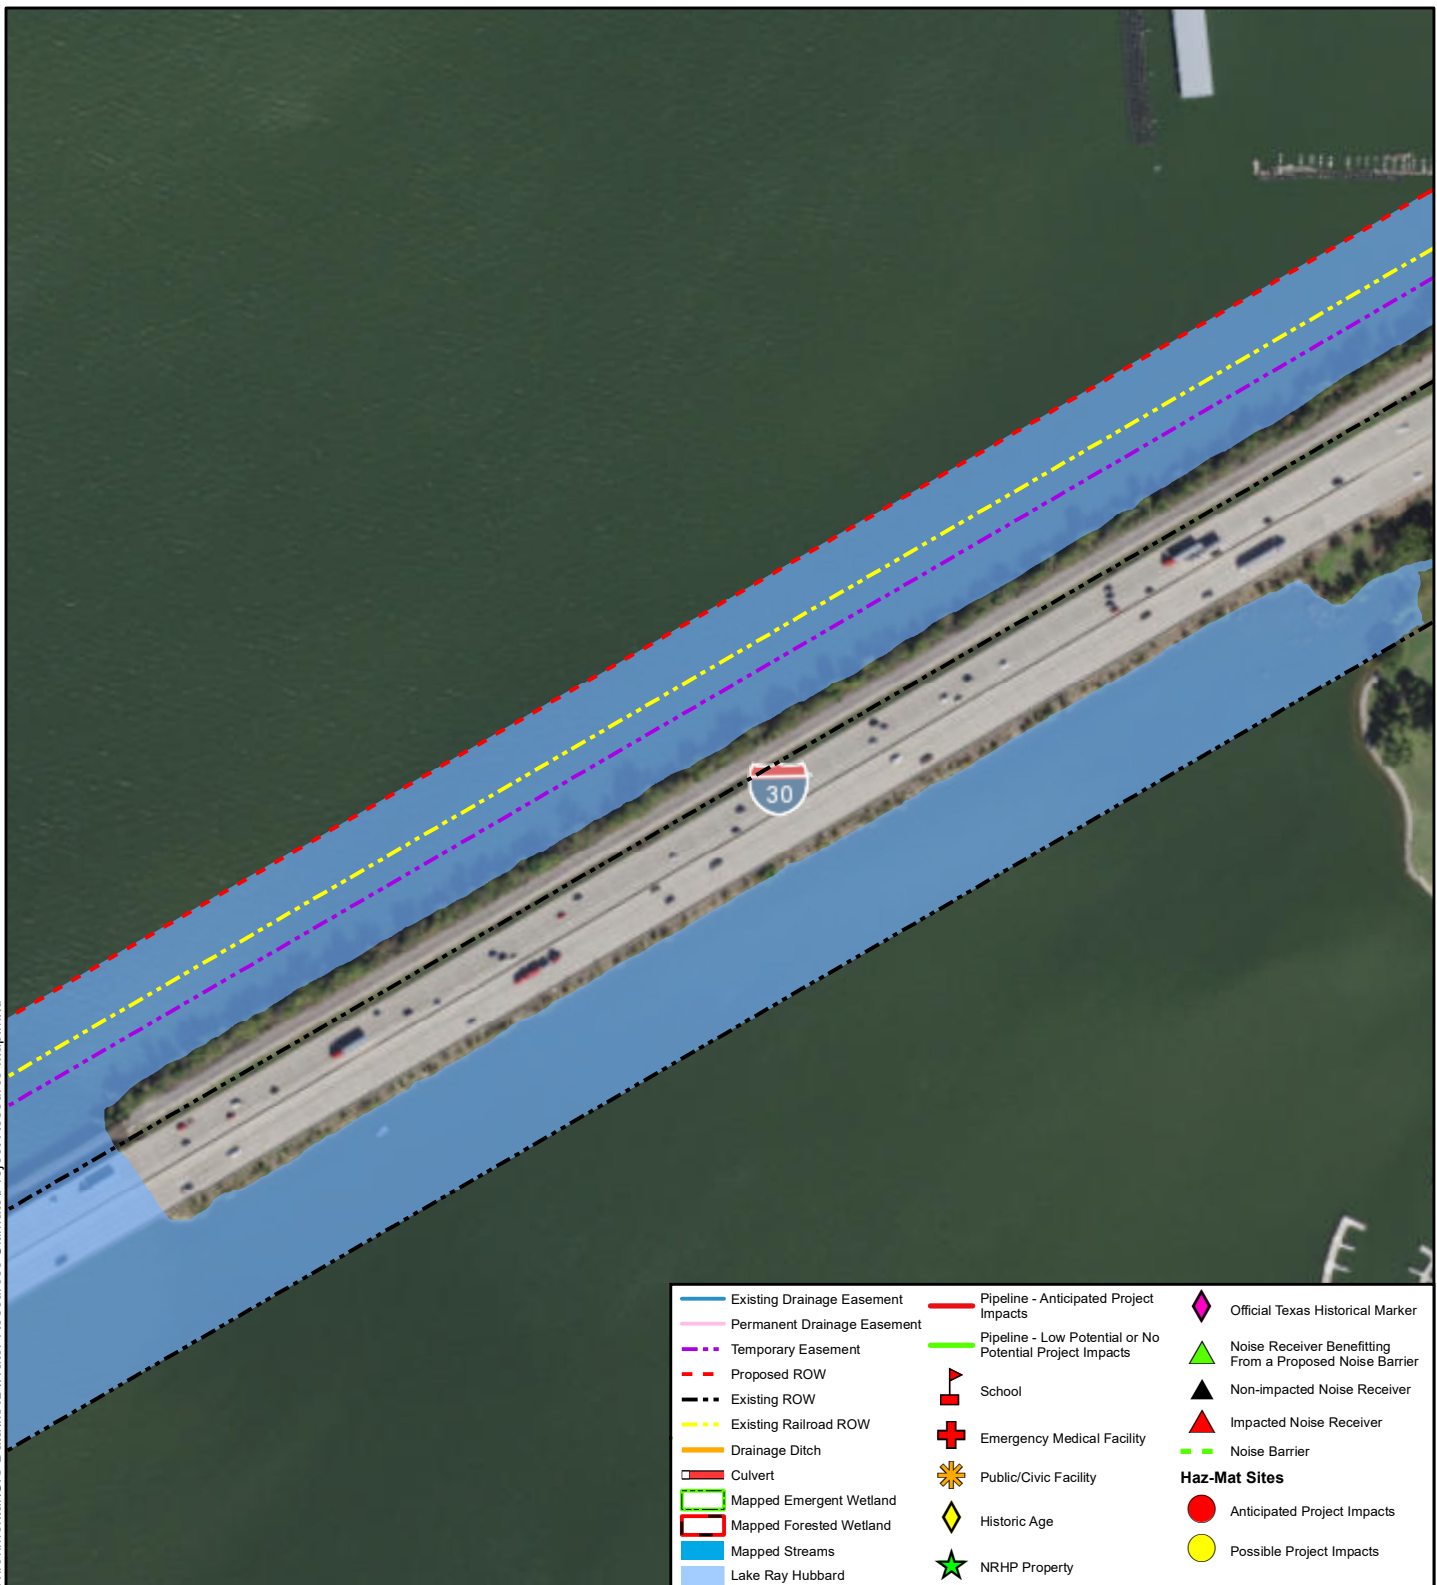 30
Existing Drainage Easement
Permanent Drainage Easement
Temporary Easement
Proposed ROW
Existing ROW
Existing Railroad ROW
Drainage Ditch
Culvert
Mapped Emergent Wetland
Mapped Forested Wetland
Mapped Streams
Lake Ray Hubbard
Pipeline - Anticipated Project
Impacts
Pipeline - Low Potential or No
Potential Project Impacts
School
Emergency Medical Facility
Public/Civic Facility
Historic Age
NRHP Property
Official Texas Historical Marker
Noise Receiver Benefitting
From a Proposed Noise Barrier
Non-impacted Noise Receiver
Impacted Noise Receiver
Noise Barrier
Haz-Mat Sites
Anticipated Project Impacts
Possible Project Impacts